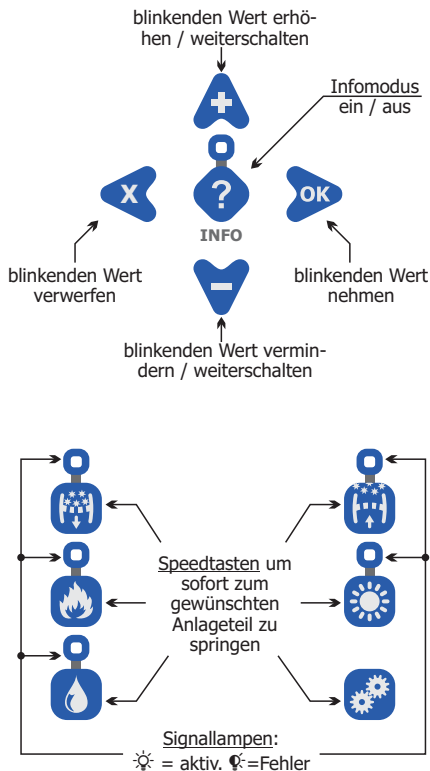 blinkenden Wert erhö-
hen / weiterschalten
+
Infomodus
ein / aus
X
?
OK
INFO
blinkenden Wert
verwerfen
blinkenden Wert
nehmen
−
blinkenden Wert vermin-
dern / weiterschalten
Speedtasten um
sofort zum
gewünschten
Anlageteil zu
springen
Signallampen:
= aktiv. =Fehler